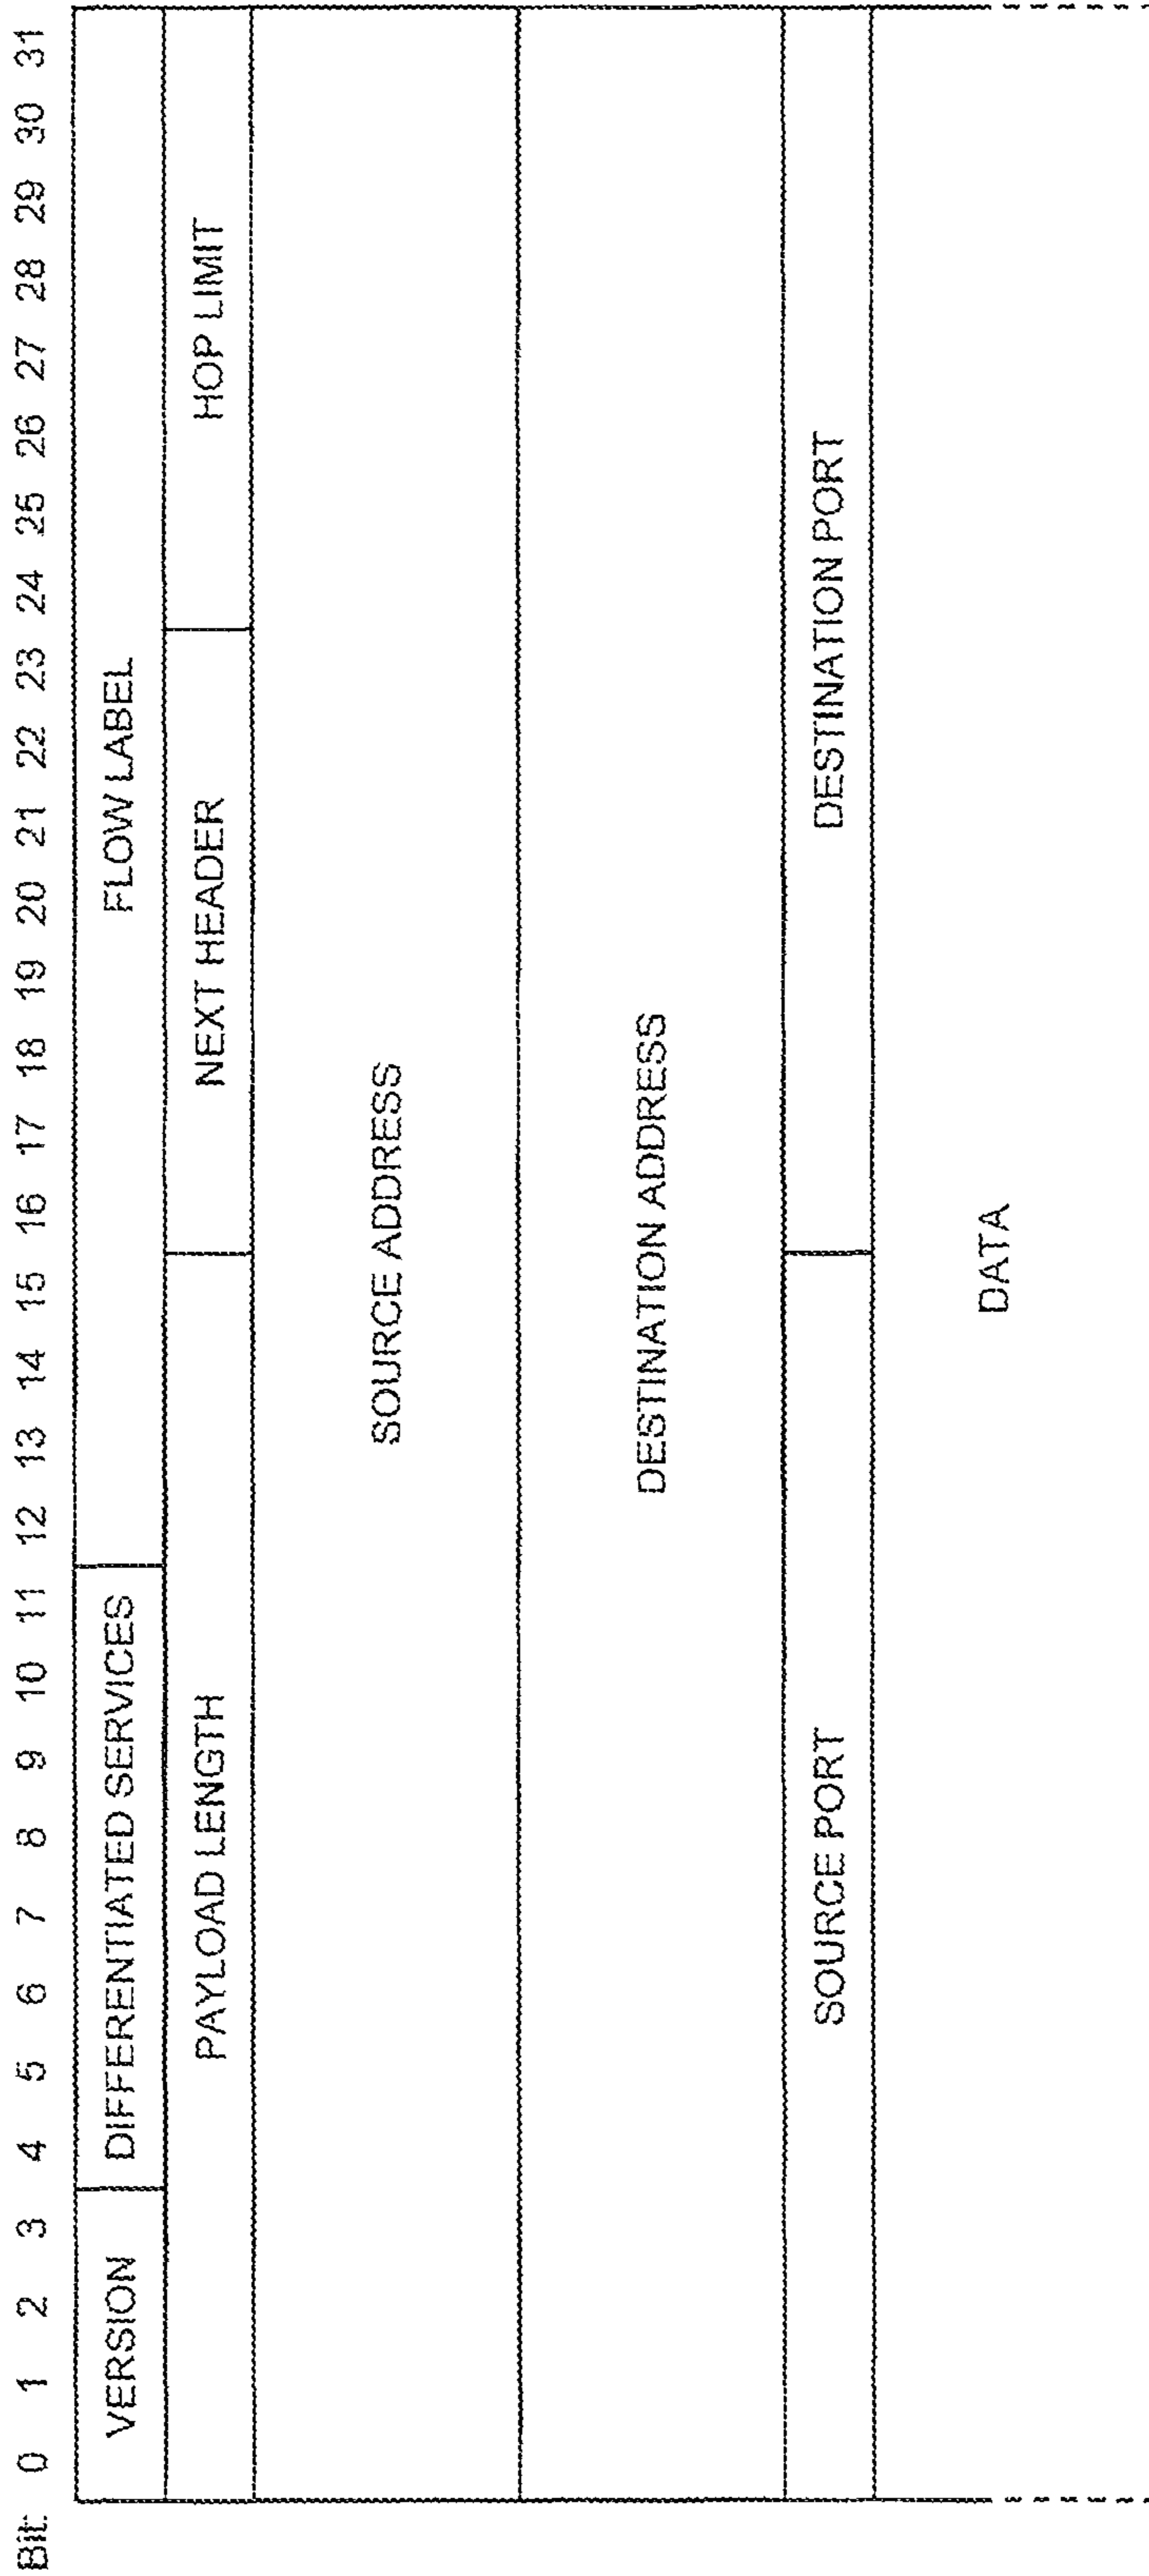 Bit: 0 1 2 3 4 5 6 7 8 9 10 11 12 13 14 15 16 17 18 19 20 21 22 23 24 25 26 27 28 29 30 31
VERSION DIFFERENTIATED SERVICES FLOW LABEL
PAYLOAD LENGTH NEXT HEADER HOP LIMIT
SOURCE ADDRESS
DESTINATION ADDRESS
SOURCE PORT DESTINATION PORT
DATA